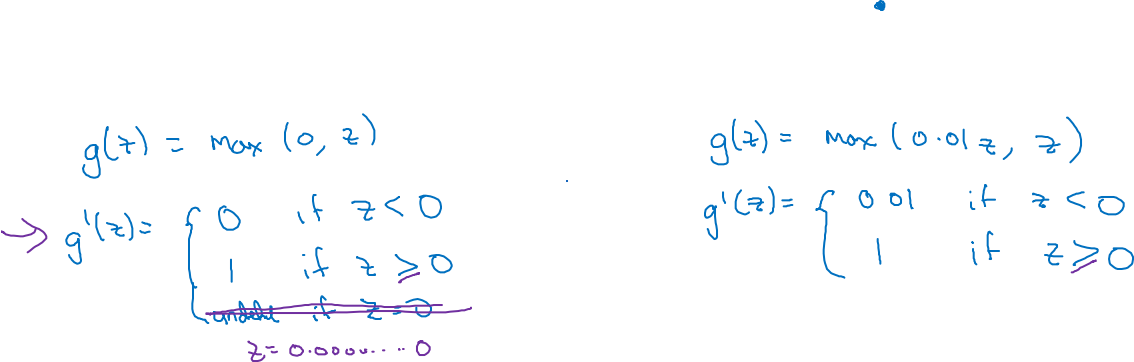 g(z) = max (0, z)
g'(z) = { 0 if z < 0
1 if z ⩾ 0
if z = 0
z = 0.0000.... 0
g(z) = max (0.01z, z)
g'(z) = { 0.01 if z < 0
1 if z ⩾ 0